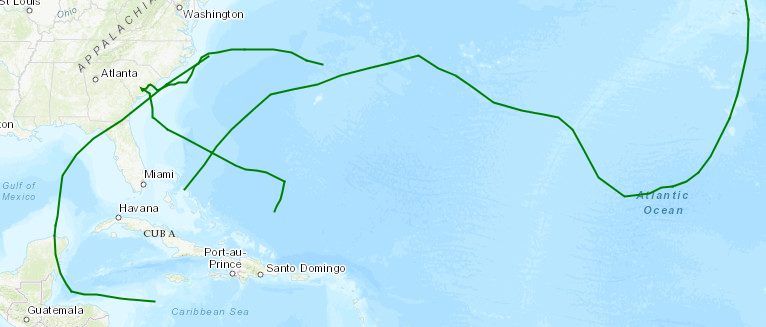 St Louis
Ohio
Washington
APPALACHIA
Atlanta
ton
Miami
Gulf of
Mexico
Havana
CUBA
Port-au-
Prince
Santo Domingo
Atlantic
Ocean
Guatemala
Caribbean Sea